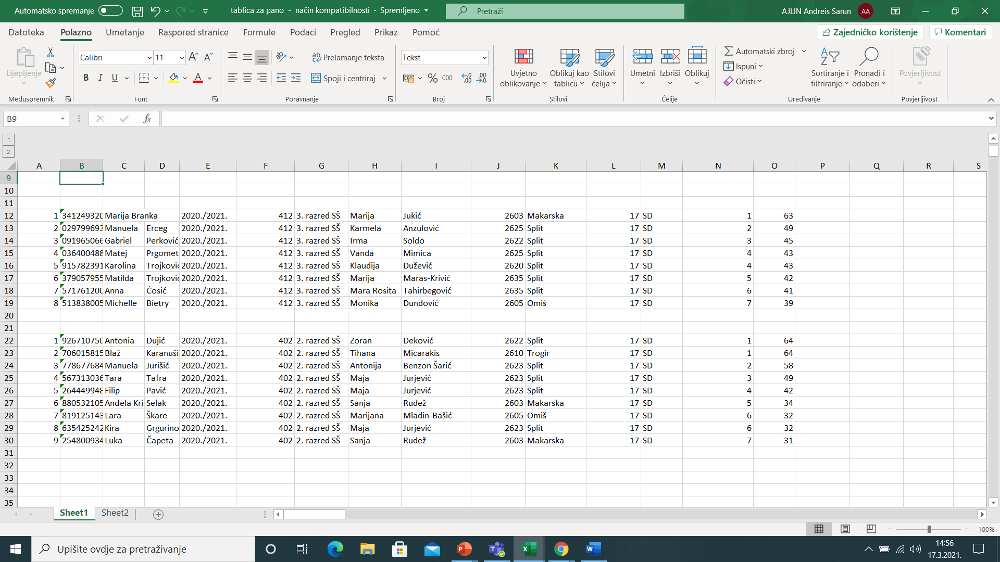 Automatsko spremanje
tablica za pano - način kompatibilnosti - Spremljeno
Pretraži
AJLIN Andreis Sarun AA
Datoteka Polazno Umetanje Raspored stranice Formule Podaci Pregled Prikaz Pomoć
Zajedničko korištenje Komentari
Lijepljenje
Calibri 11
B I U
Prelamanje teksta
Spoji i centriraj
Tekst
% 000
Uvjetno oblikovanje
Oblikuj kao tablicu
Stilovi ćelija
Umetni Izbriši Oblikuj
Automatski zbroj
Ispuni
Očisti
Sortiranje i filtriranje
Pronađi i odaberi
Povjerljivost
Međuspremnik Font Poravnanje Broj Stilovi Ćelije Uređivanje Povjerljivost
B9 fx
1
2
A B C D E F G H I J K L M N O P Q R S
9
10
11
12 1 341249320 Marija Branka 2020./2021. 412 3. razred SŠ Marija Jukić 2603 Makarska 17 SD 1 63
13 2 029799693 Manuela Erceg 2020./2021. 412 3. razred SŠ Karmela Anzulović 2625 Split 17 SD 2 49
14 3 091965066 Gabriel Perković 2020./2021. 412 3. razred SŠ Irma Soldo 2622 Split 17 SD 3 45
15 4 036400488 Matej Prgomet 2020./2021. 412 3. razred SŠ Vanda Mimica 2625 Split 17 SD 4 43
16 5 915782391 Karolina Trojković 2020./2021. 412 3. razred SŠ Klaudija Dužević 2620 Split 17 SD 4 43
17 6 379057955 Matilda Trojković 2020./2021. 412 3. razred SŠ Marija Maras-Krivić 2635 Split 17 SD 5 42
18 7 571761200 Anna Ćosić 2020./2021. 412 3. razred SŠ Mara Rosita Tahirbegović 2635 Split 17 SD 6 41
19 8 513838005 Michelle Bietry 2020./2021. 412 3. razred SŠ Monika Dundović 2605 Omiš 17 SD 7 39
20
21
22 1 926710750 Antonia Dujić 2020./2021. 402 2. razred SŠ Zoran Deković 2622 Split 17 SD 1 64
23 2 706015815 Blaž Karanuši 2020./2021. 402 2. razred SŠ Tihana Micarakis 2610 Trogir 17 SD 1 64
24 3 778677684 Manuela Jurišić 2020./2021. 402 2. razred SŠ Antonija Benzon Šarić 2623 Split 17 SD 2 58
25 4 567313036 Tara Tafra 2020./2021. 402 2. razred SŠ Maja Jurjević 2623 Split 17 SD 3 49
26 5 264449948 Filip Pavić 2020./2021. 402 2. razred SŠ Maja Jurjević 2623 Split 17 SD 4 42
27 6 880532105 Anđela Kri Selak 2020./2021. 402 2. razred SŠ Sanja Rudež 2603 Makarska 17 SD 5 34
28 7 819125143 Lara Škare 2020./2021. 402 2. razred SŠ Marijana Mladin-Bašić 2605 Omiš 17 SD 6 32
29 8 635425242 Kira Grgurino 2020./2021. 402 2. razred SŠ Maja Jurjević 2623 Split 17 SD 6 32
30 9 254800934 Luka Čapeta 2020./2021. 402 2. razred SŠ Sanja Rudež 2603 Makarska 17 SD 7 31
31
32
33
34
35
Sheet1 Sheet2
100%
Upišite ovdje za pretraživanje
14:56
17.3.2021.